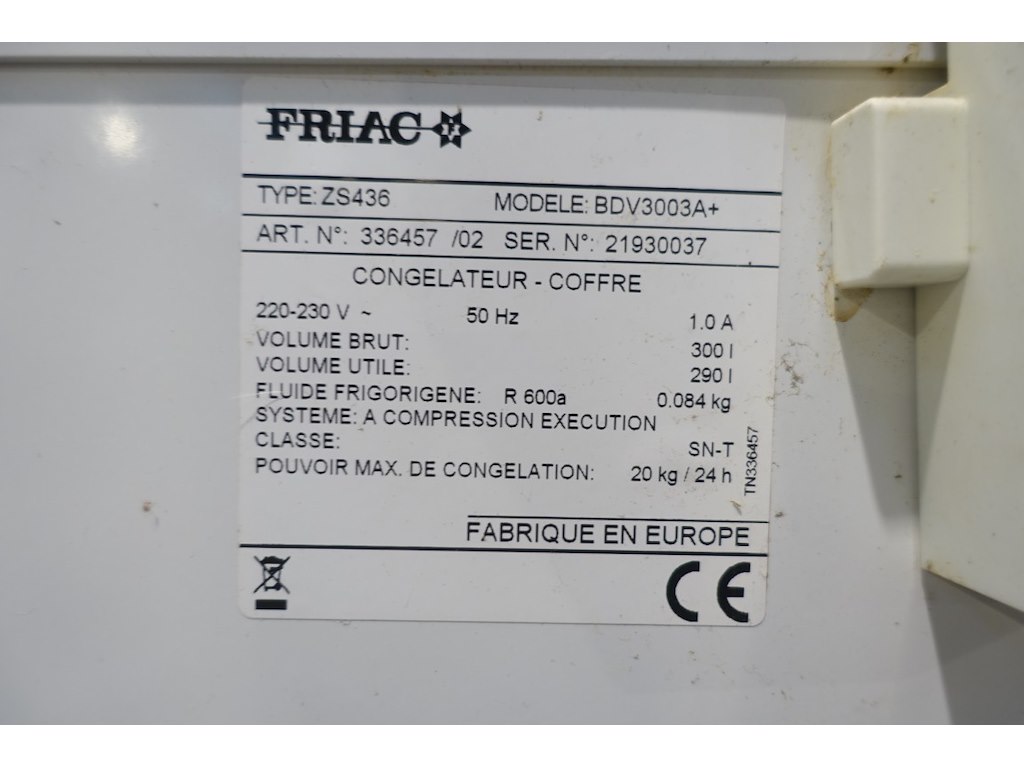 FRIAC
TYPE: ZS436 MODELE: BDV3003A+
ART. N°: 336457 /02 SER. N°: 21930037
CONGELATEUR - COFFRE
220-230 V ~ 50 Hz 1.0 A
VOLUME BRUT: 300 l
VOLUME UTILE: 290 l
FLUIDE FRIGORIGENE: R 600a 0.084 kg
SYSTEME: A COMPRESSION EXECUTION
CLASSE: SN-T
POUVOIR MAX. DE CONGELATION: 20 kg / 24 h
TN336457
FABRIQUE EN EUROPE
CE